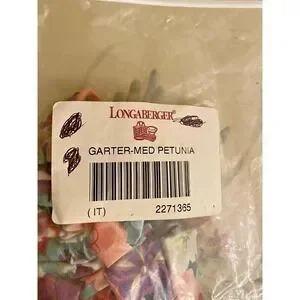 LONGABERGER®
GARTER-MED PETUNIA
(IT) 2271365